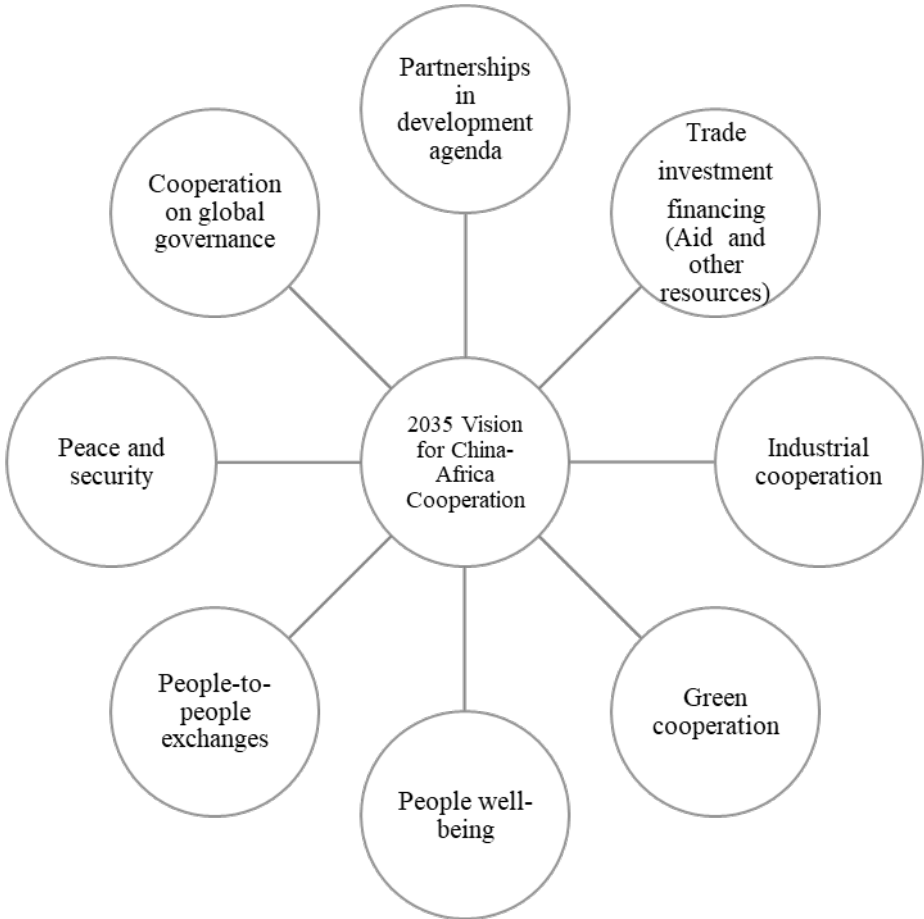 Partnerships
in
development
agenda
Trade
investment
financing
(Aid and
other
resources)
Cooperation
on global
governance
2035 Vision
for China-
Africa
Cooperation
Peace and
security
Industrial
cooperation
People-to-
people
exchanges
Green
cooperation
People well-
being